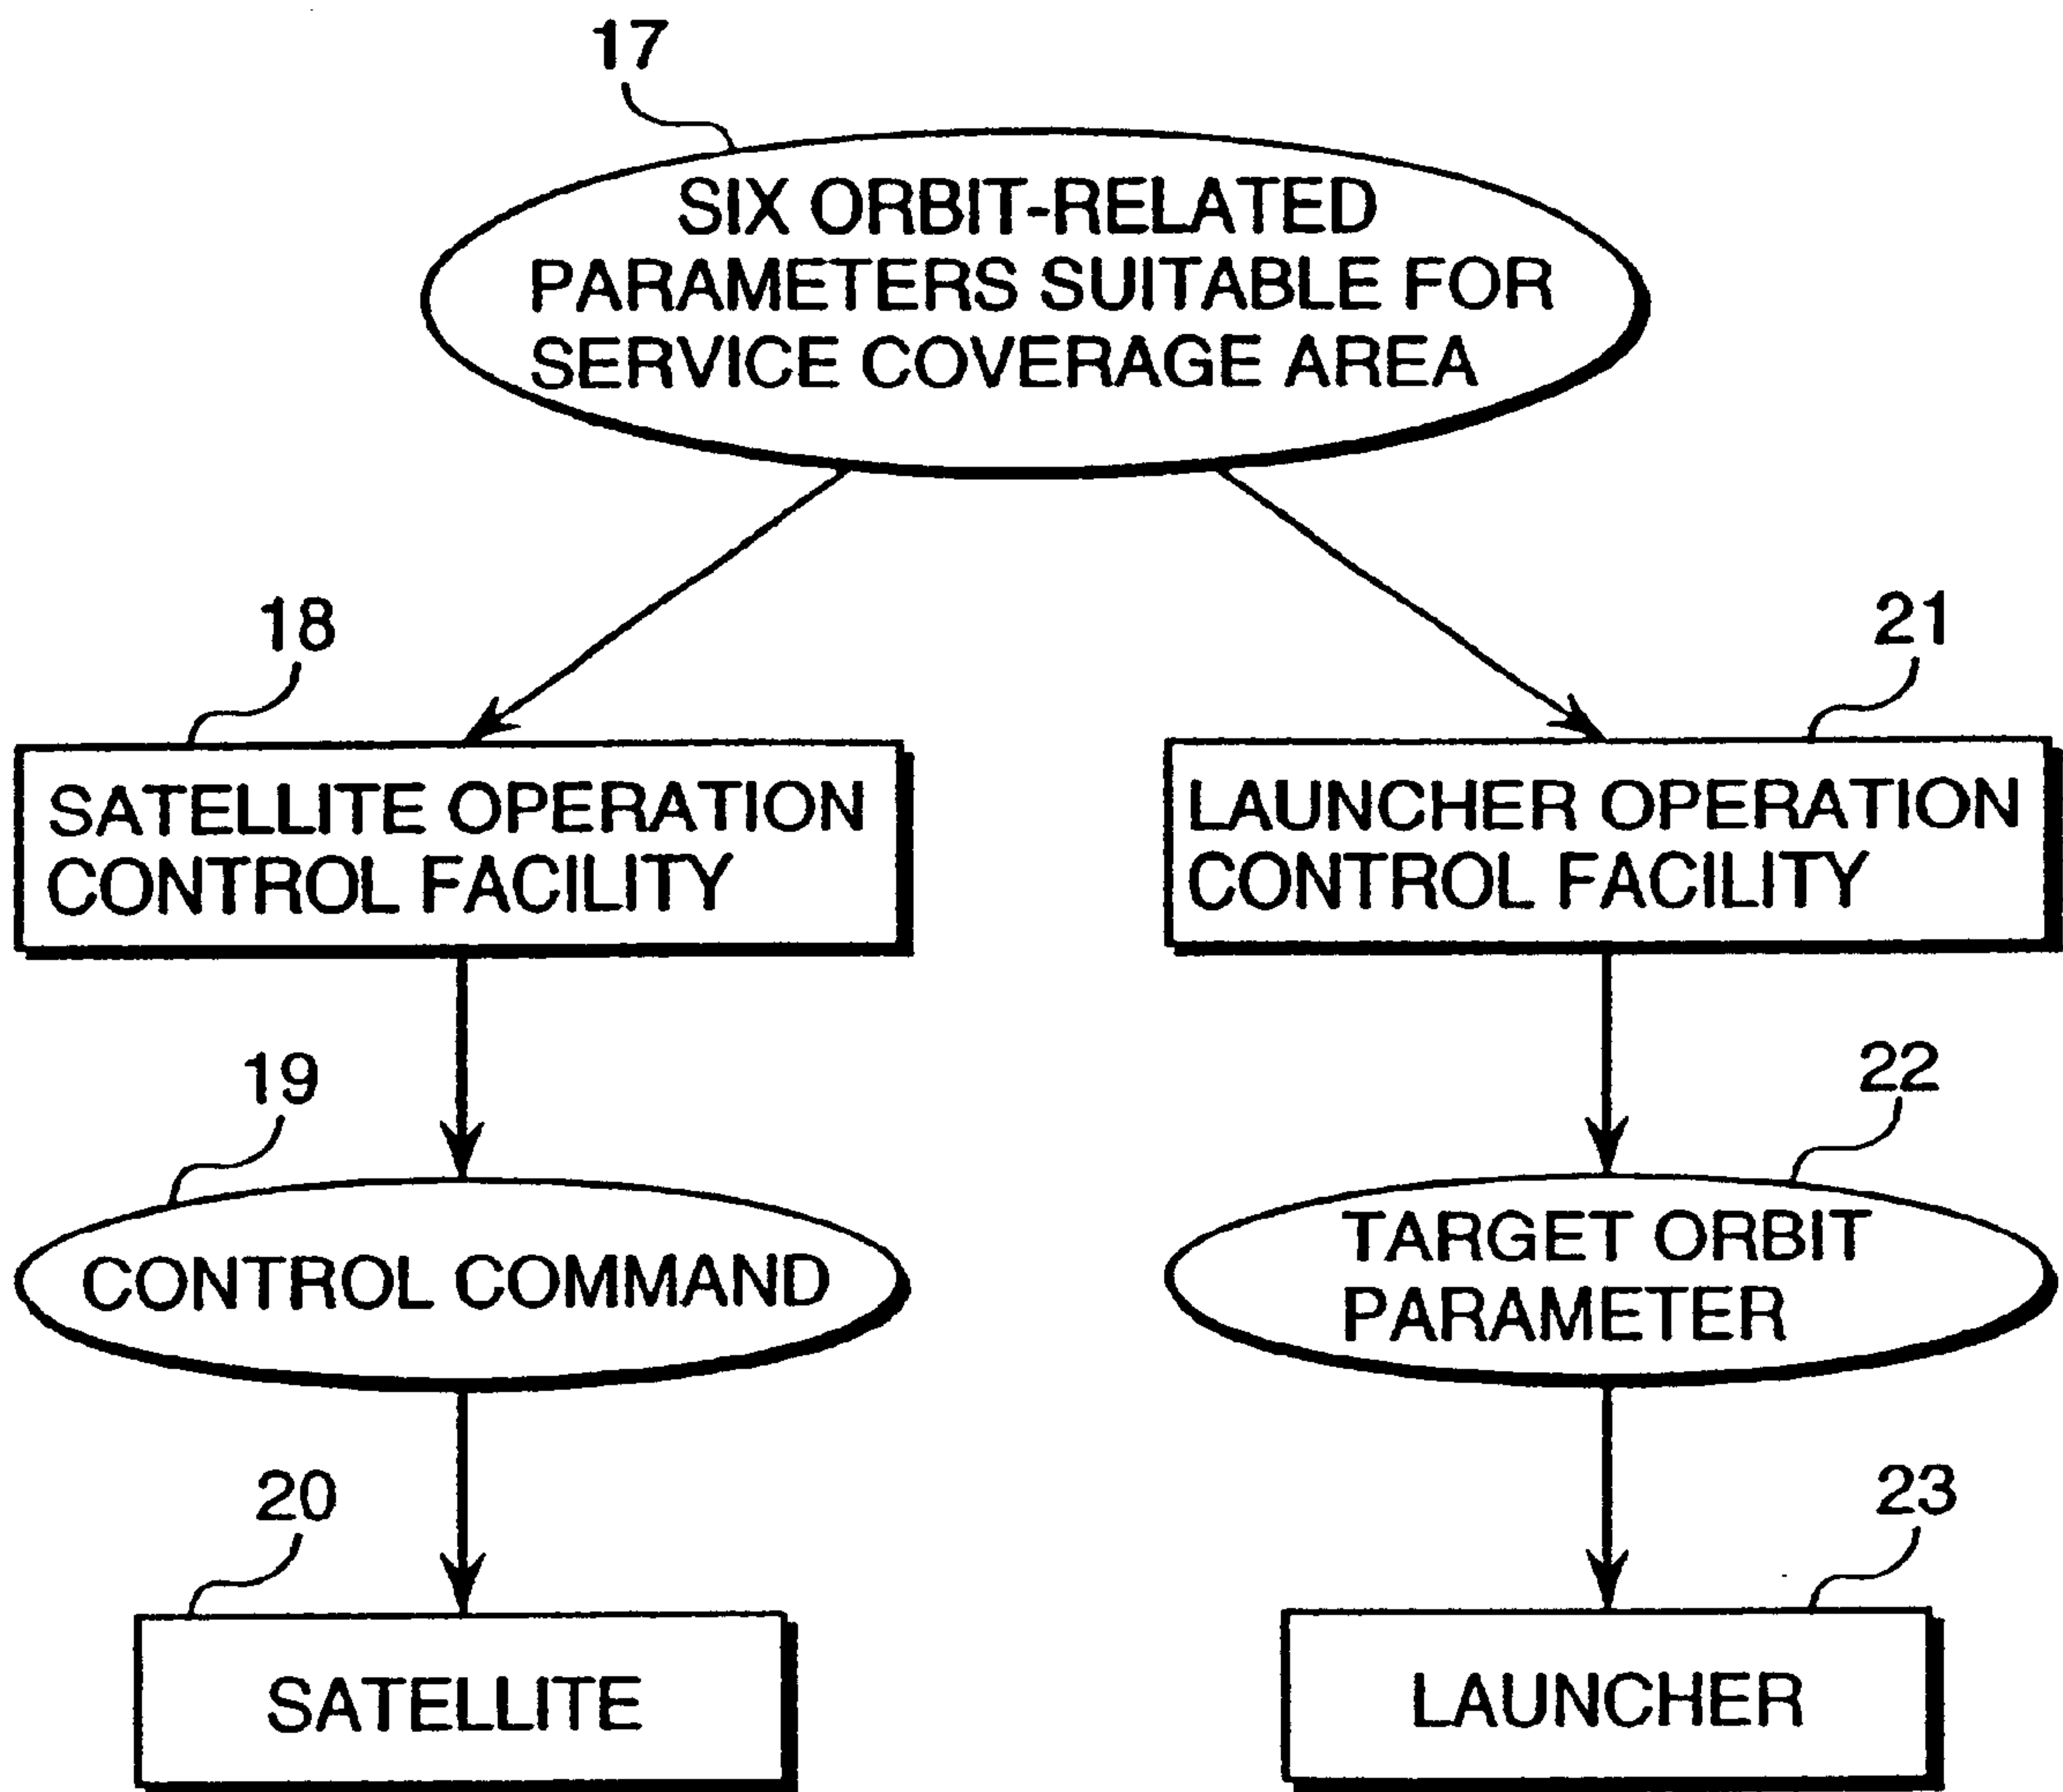 17
SIX ORBIT-RELATED
PARAMETERS SUITABLE FOR
SERVICE COVERAGE AREA
18
SATELLITE OPERATION
CONTROL FACILITY
19
CONTROL COMMAND
20
SATELLITE
21
LAUNCHER OPERATION
CONTROL FACILITY
22
TARGET ORBIT
PARAMETER
23
LAUNCHER